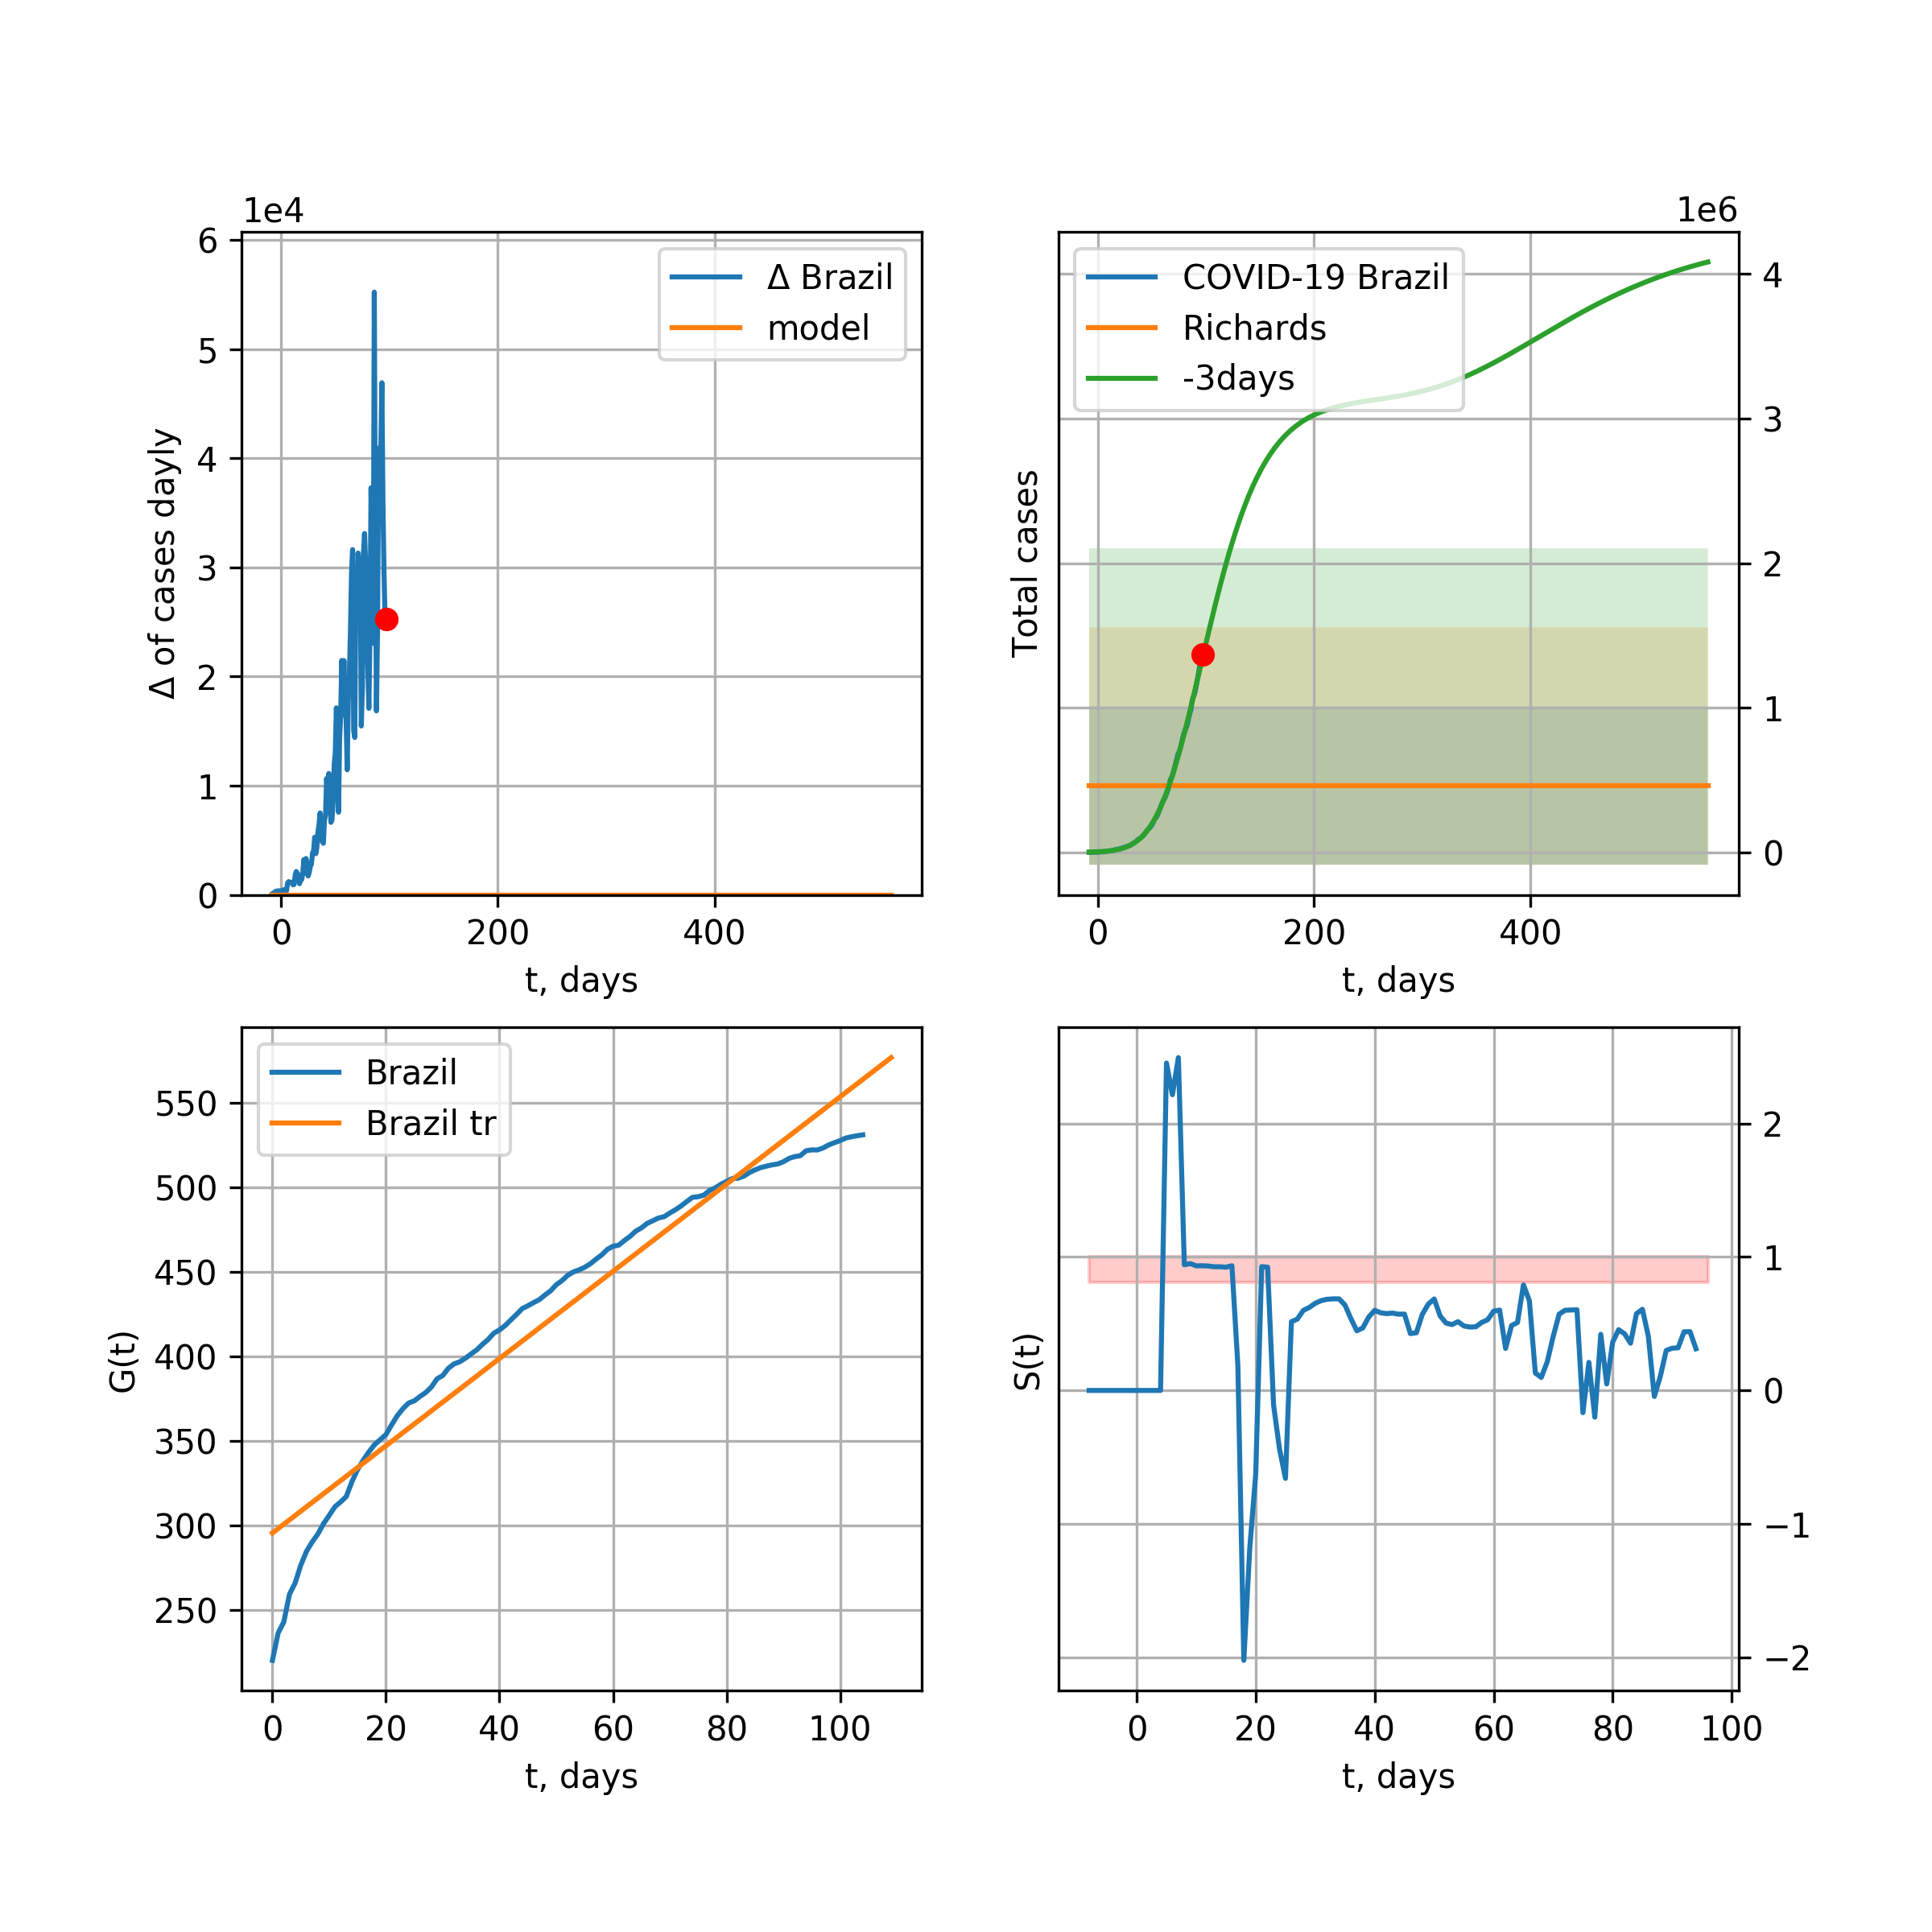 1e4
6
5
4
3
2
1
0
Δ of cases dayly
Δ Brazil
model
0 200 400
t, days
1e6
4
3
2
1
0
Total cases
COVID-19 Brazil
Richards
-3days
0 200 400
t, days
550
500
450
400
350
300
250
G(t)
Brazil
Brazil tr
0 20 40 60 80 100
t, days
2
1
0
−1
−2
S(t)
0 20 40 60 80 100
t, days